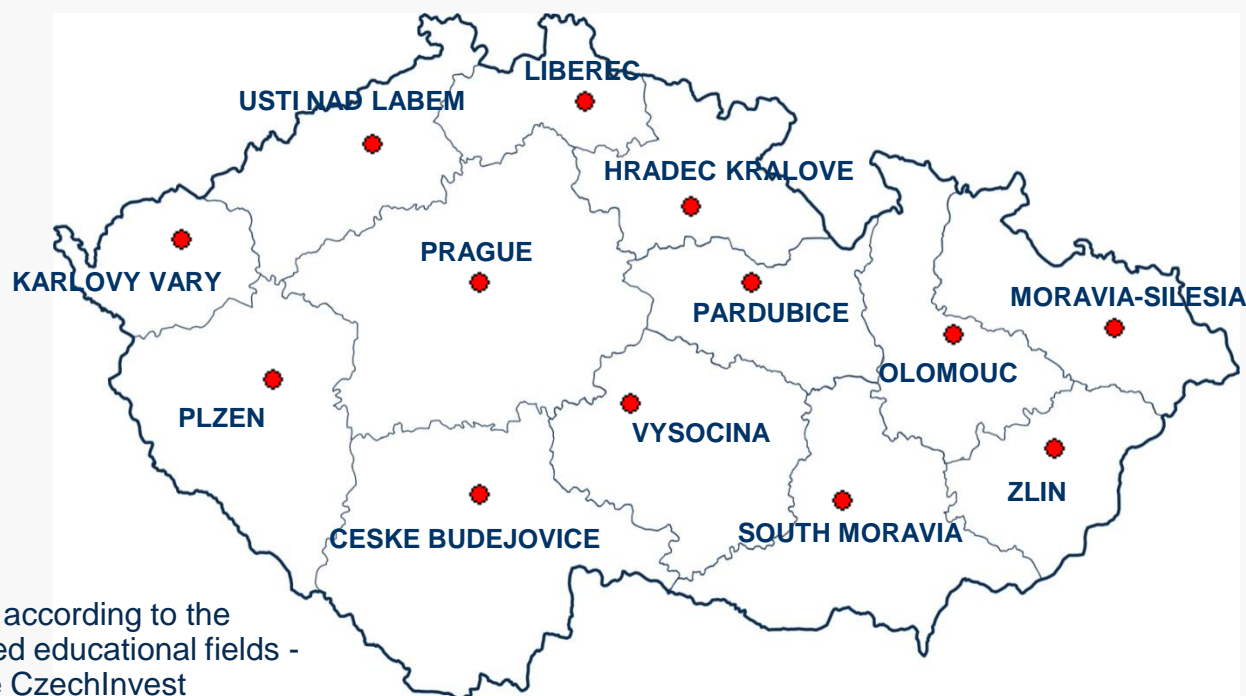 LIBEREC
USTI NAD LABEM
HRADEC KRALOVE
PRAGUE
KARLOVY VARY
MORAVIA-SILESIA
PARDUBICE
OLOMOUC
PLZEN
VYSOCINA
ZLIN
SOUTH MORAVIA
CESKE BUDEJOVICE
according to the
ed educational fields -
e CzechInvest